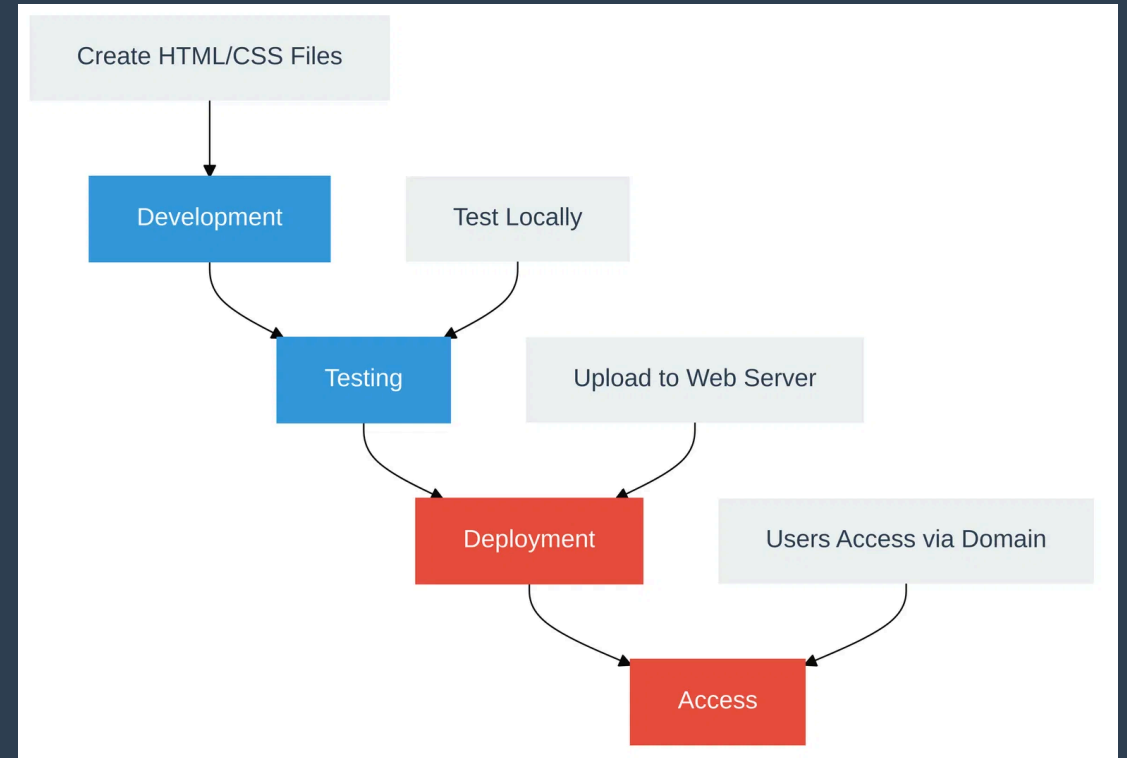 Create HTML/CSS Files
Development
Test Locally
Testing
Upload to Web Server
Deployment
Users Access via Domain
Access